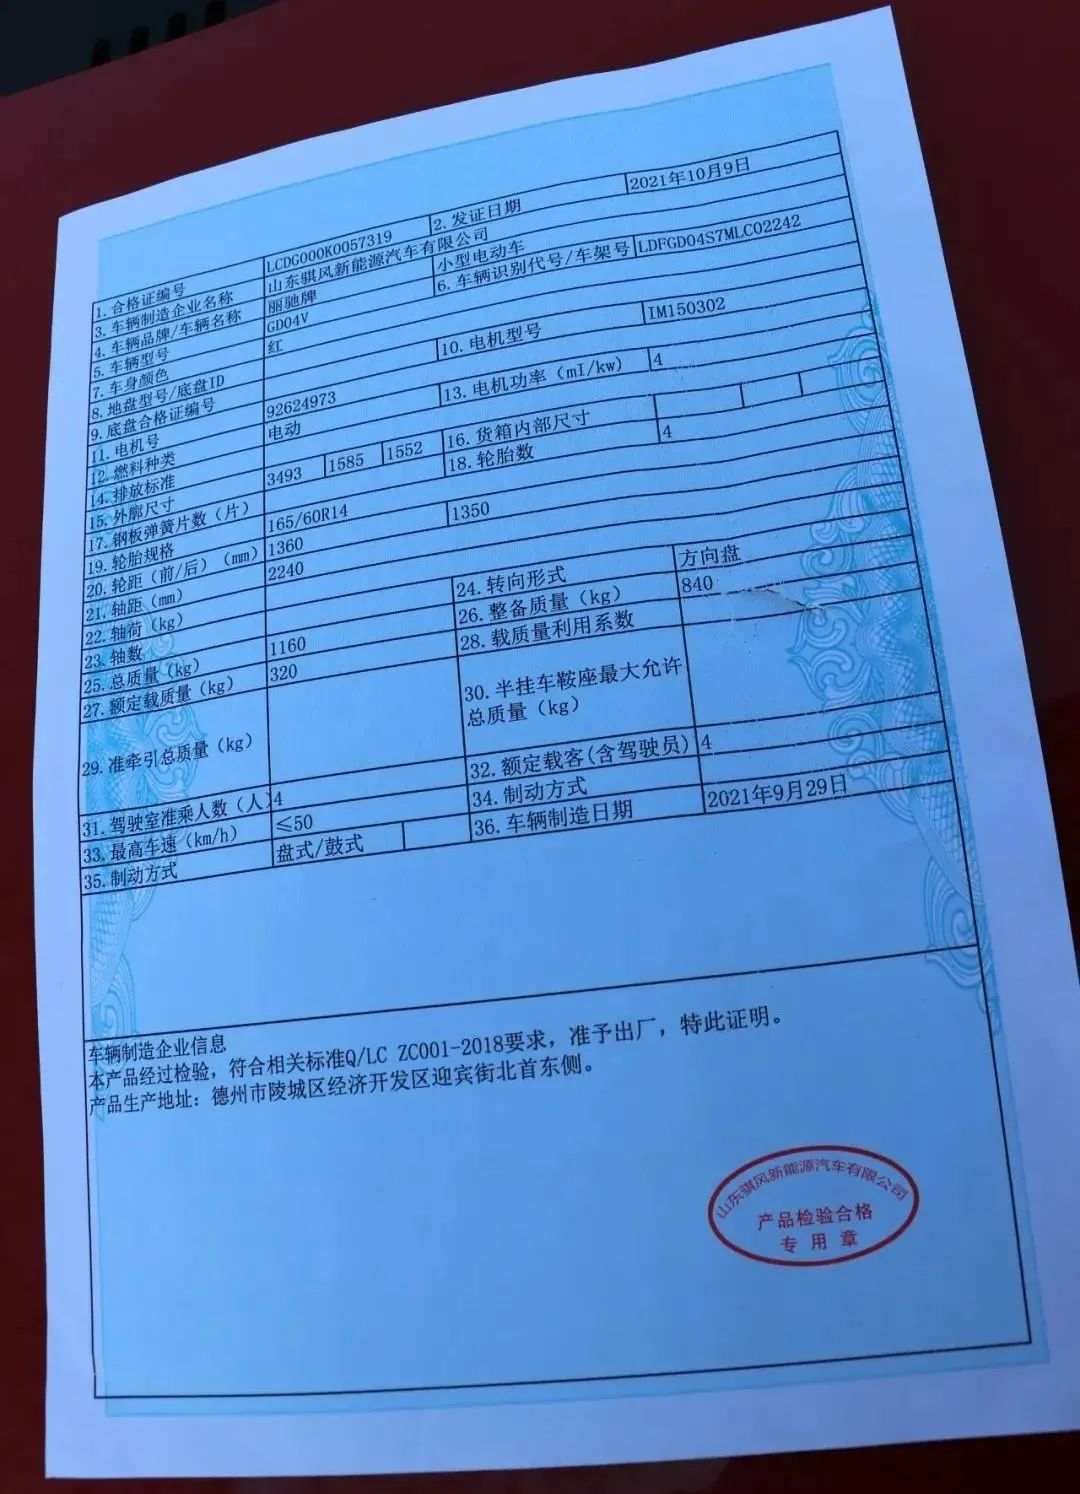 1.合格证编号 LCDG000K0057319 2.发证日期 2021年10月9日
3.车辆制造企业名称 山东骐风新能源汽车有限公司
4.车辆品牌/车辆名称 丽驰牌 小型电动车
5.车辆型号 GD04V 6.车辆识别代号/车架号 LDFGD04S7MLC02242
7.车身颜色 红
8.地盘型号/底盘ID
9.底盘合格证编号 10.电机型号 IM150302
11.电机号 92624973 13.电机功率（mI/kw） 4
12.燃料种类 电动
14.排放标准
15.外廓尺寸 3493 1585 1552 16.货箱内部尺寸
17.钢板弹簧片数（片） 18.轮胎数 4
19.轮胎规格 165/60R14
20.轮距（前/后）（mm） 1360 1350
21.轴距（mm） 2240
22.轴荷（kg）
23.轴数 24.转向形式 方向盘
25.总质量（kg） 1160 26.整备质量（kg） 840
27.额定载质量（kg） 320 28.载质量利用系数
29.准牵引总质量（kg） 30.半挂车鞍座最大允许
总质量（kg）
31.驾驶室准乘人数（人） 4 32.额定载客(含驾驶员) 4
33.最高车速（km/h） ≤50 34.制动方式
35.制动方式 盘式/鼓式 36.车辆制造日期 2021年9月29日
车辆制造企业信息
本产品经过检验，符合相关标准Q/LC ZC001-2018要求，准予出厂，特此证明。
产品生产地址：德州市陵城区经济开发区迎宾街北首东侧。
山东骐风新能源汽车有限公司
产品检验合格
专用章